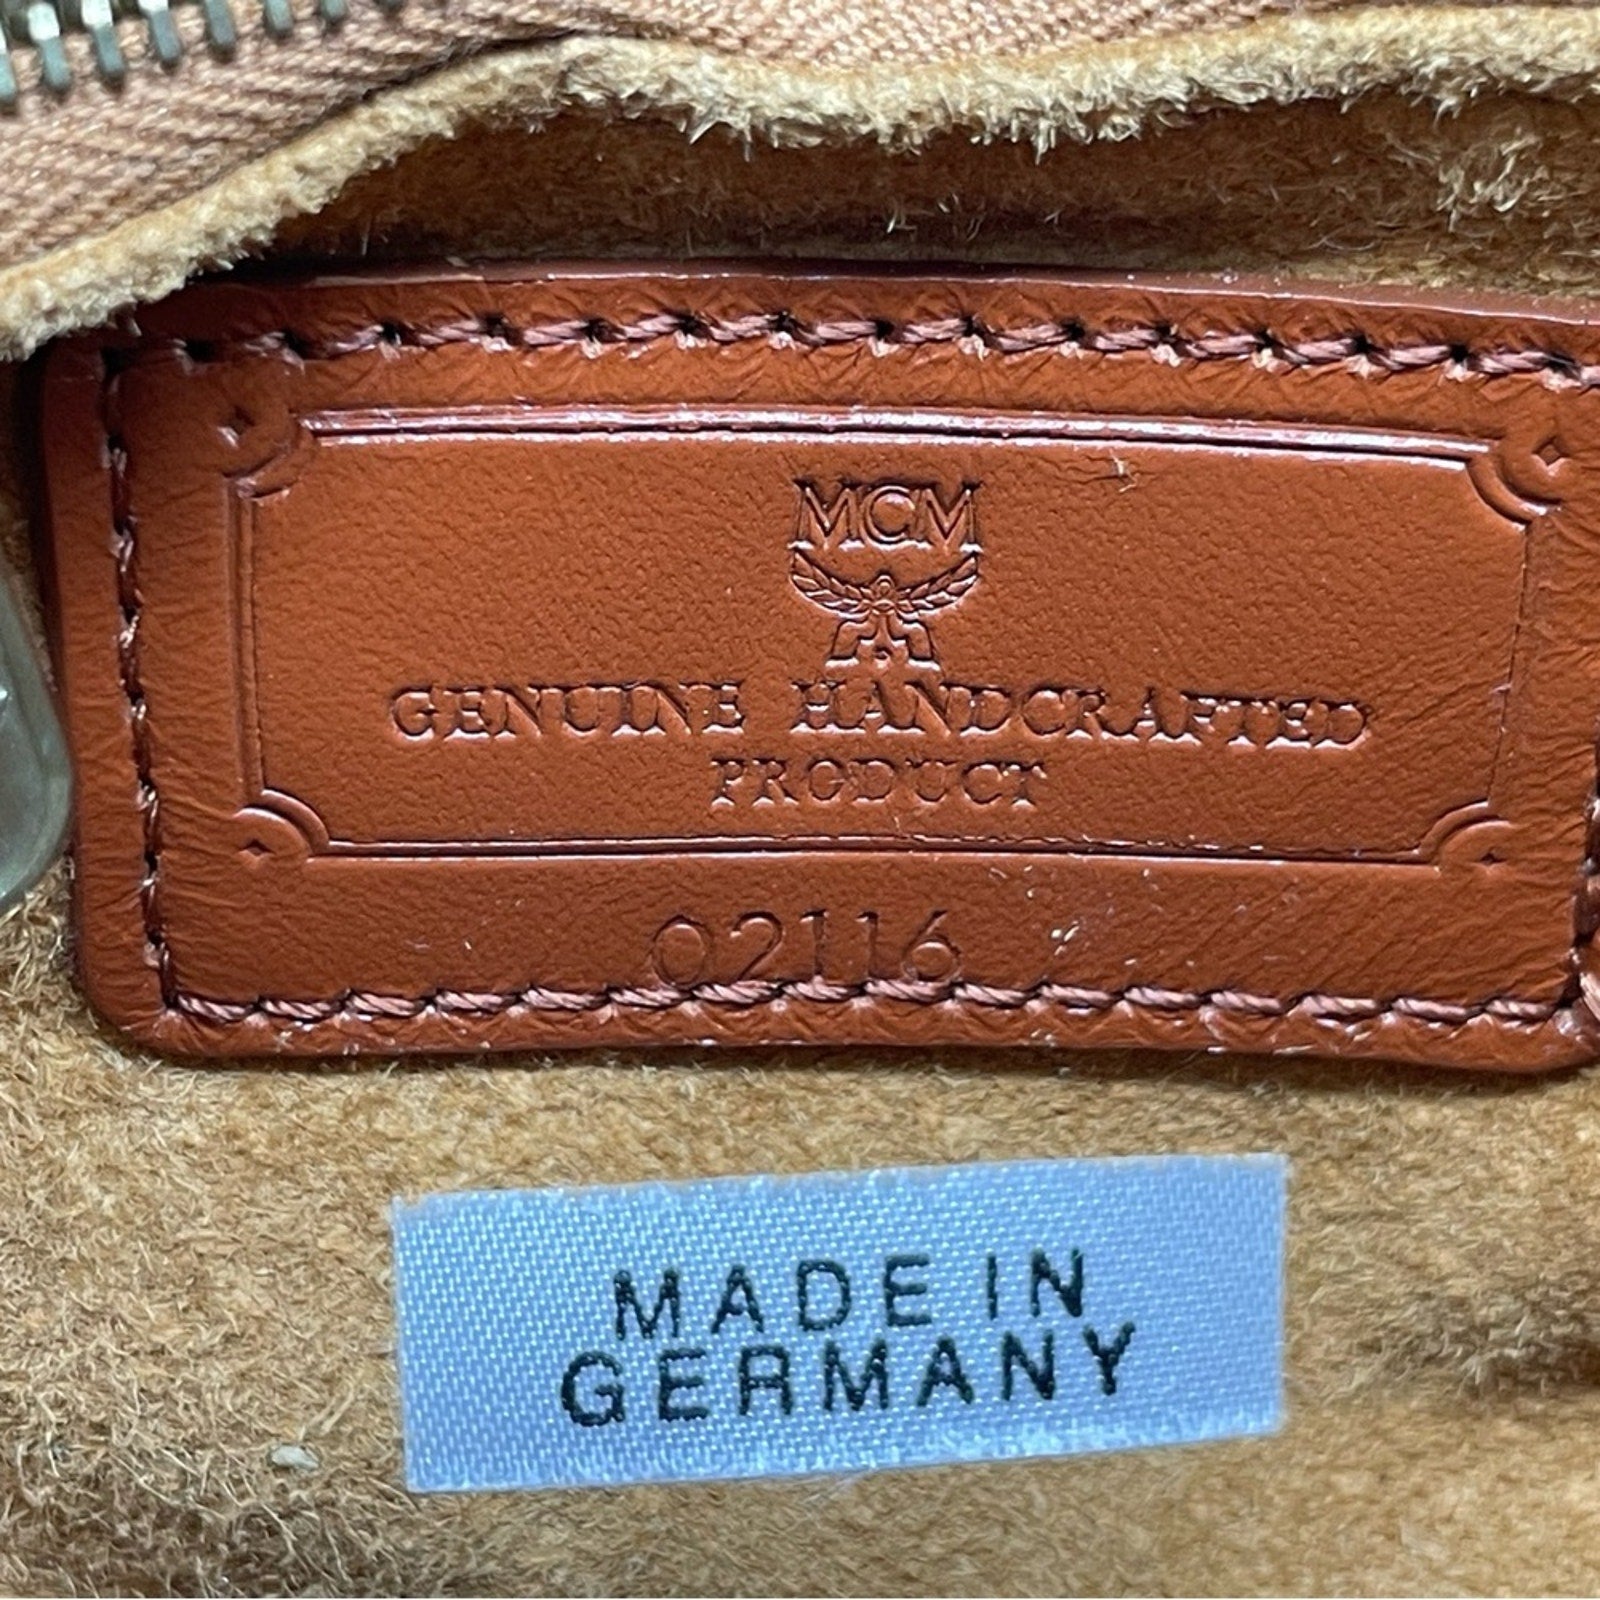 MCM
GENUINE HANDCRAFTED
PRODUCT
02116
MADE IN
GERMANY